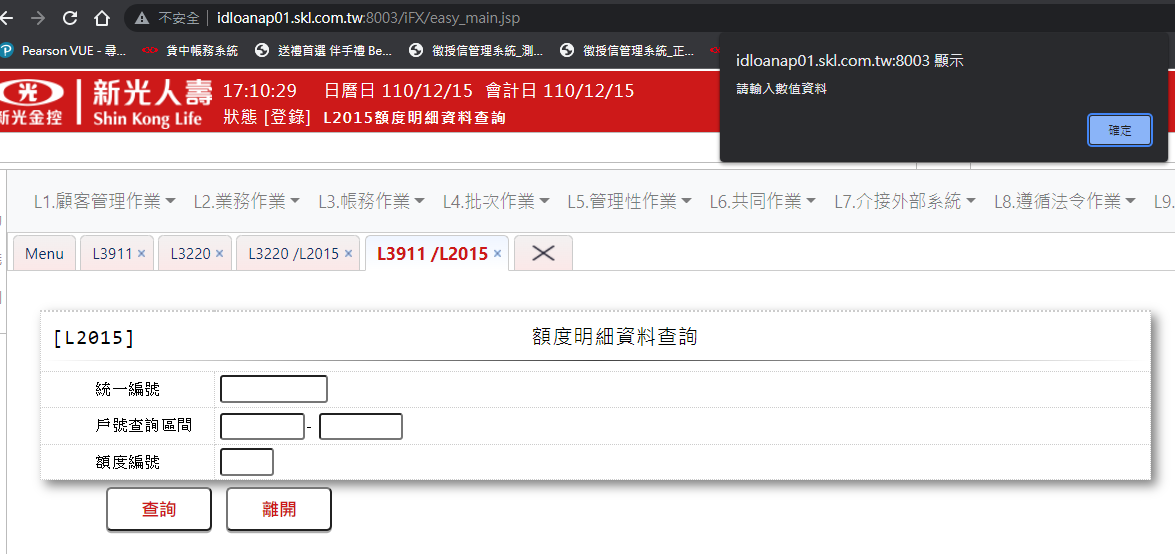 不安全 idloanap01.skl.com.tw:8003/iFX/easy_main.jsp
Pearson VUE - 尋... 貸中帳務系統 送禮首選 伴手禮 Be... 徵授信管理系統_測... 徵授信管理系統_正...
idloanap01.skl.com.tw:8003 顯示
請輸入數值資料
確定
新光金控
新光人壽
Shin Kong Life
17:10:29 日曆日 110/12/15 會計日 110/12/15
狀態 [登錄] L2015額度明細資料查詢
L1.顧客管理作業 L2.業務作業 L3.帳務作業 L4.批次作業 L5.管理性作業 L6.共同作業 L7.介接外部系統 L8.遵循法令作業 L9.
Menu L3911 × L3220 × L3220 /L2015 × L3911 /L2015 ×
[L2015] 額度明細資料查詢
統一編號
戶號查詢區間 -
額度編號
查詢 離開